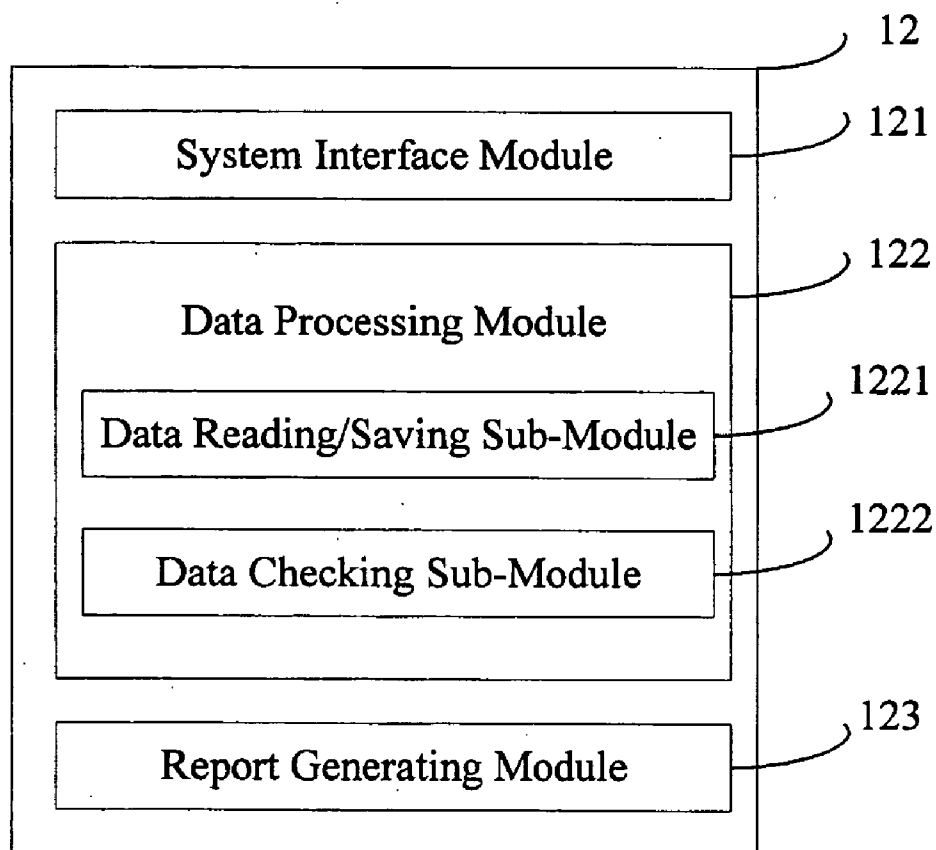 12
System Interface Module
121
122
Data Processing Module
1221
Data Reading/Saving Sub-Module
1222
Data Checking Sub-Module
123
Report Generating Module